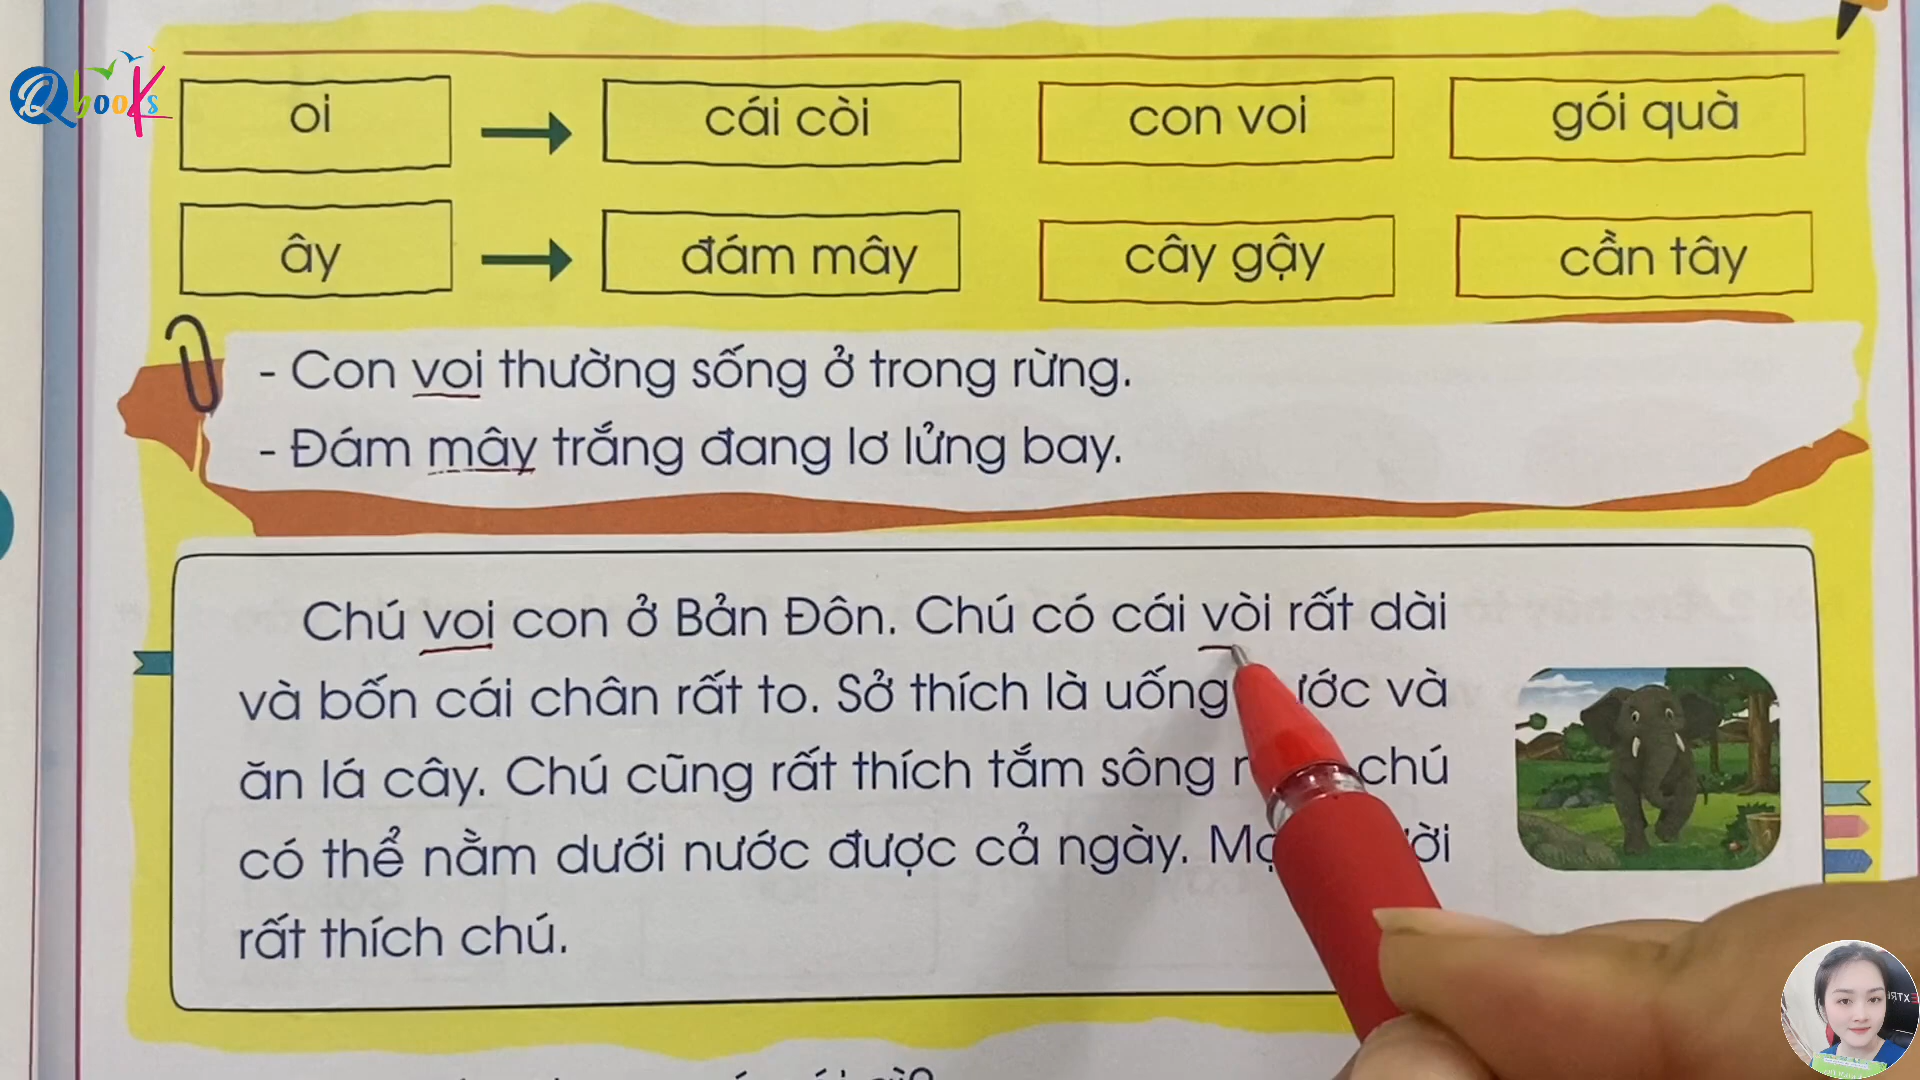 Qbooks
oi cái còi con voi gói quà
ây đám mây cây gậy cần tây
- Con voi thường sống ở trong rừng.
- Đám mây trắng đang lơ lửng bay.
Chú voi con ở Bản Đôn. Chú có cái vòi rất dài
và bốn cái chân rất to. Sở thích là uống và
ăn lá cây. Chú cũng rất thích tắm sông chú
có thể nằm dưới nước được cả ngày.
rất thích chú.